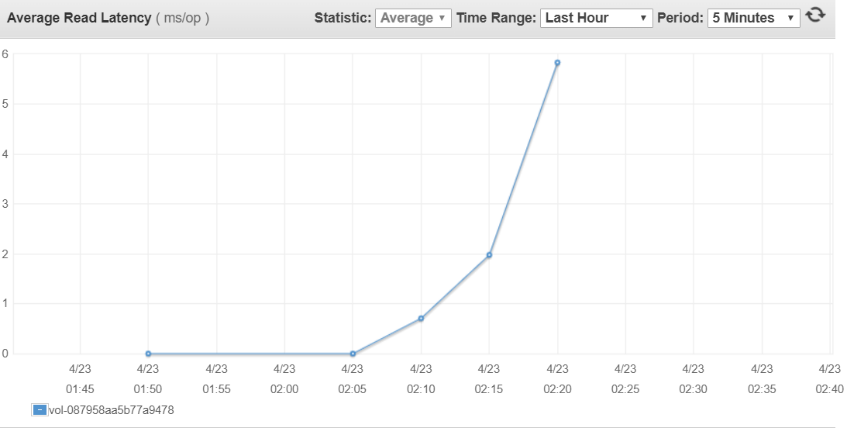 Average Read Latency ( ms/op ) Statistic: Average Time Range: Last Hour Period: 5 Minutes
6
5
4
3
2
1
0
4/23 4/23 4/23 4/23 4/23 4/23 4/23 4/23 4/23 4/23 4/23 4/23
01:45 01:50 01:55 02:00 02:05 02:10 02:15 02:20 02:25 02:30 02:35 02:40
vol-087958aa5b77a9478